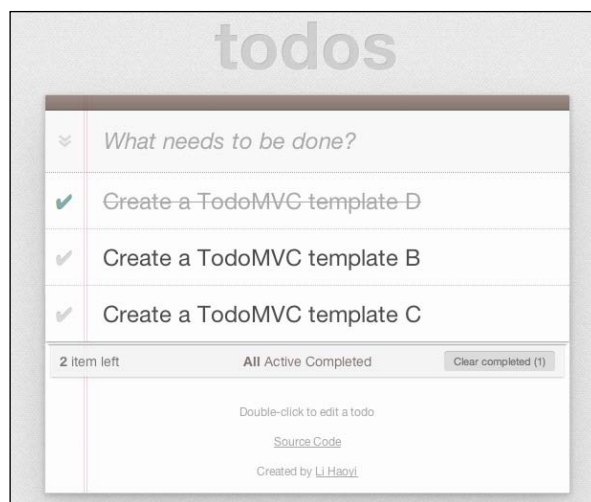 todos
What needs to be done?
Create a TodoMVC template D
Create a TodoMVC template B
Create a TodoMVC template C
2 item left All Active Completed Clear completed (1)
Double-click to edit a todo
Source Code
Created by Li Haoyi